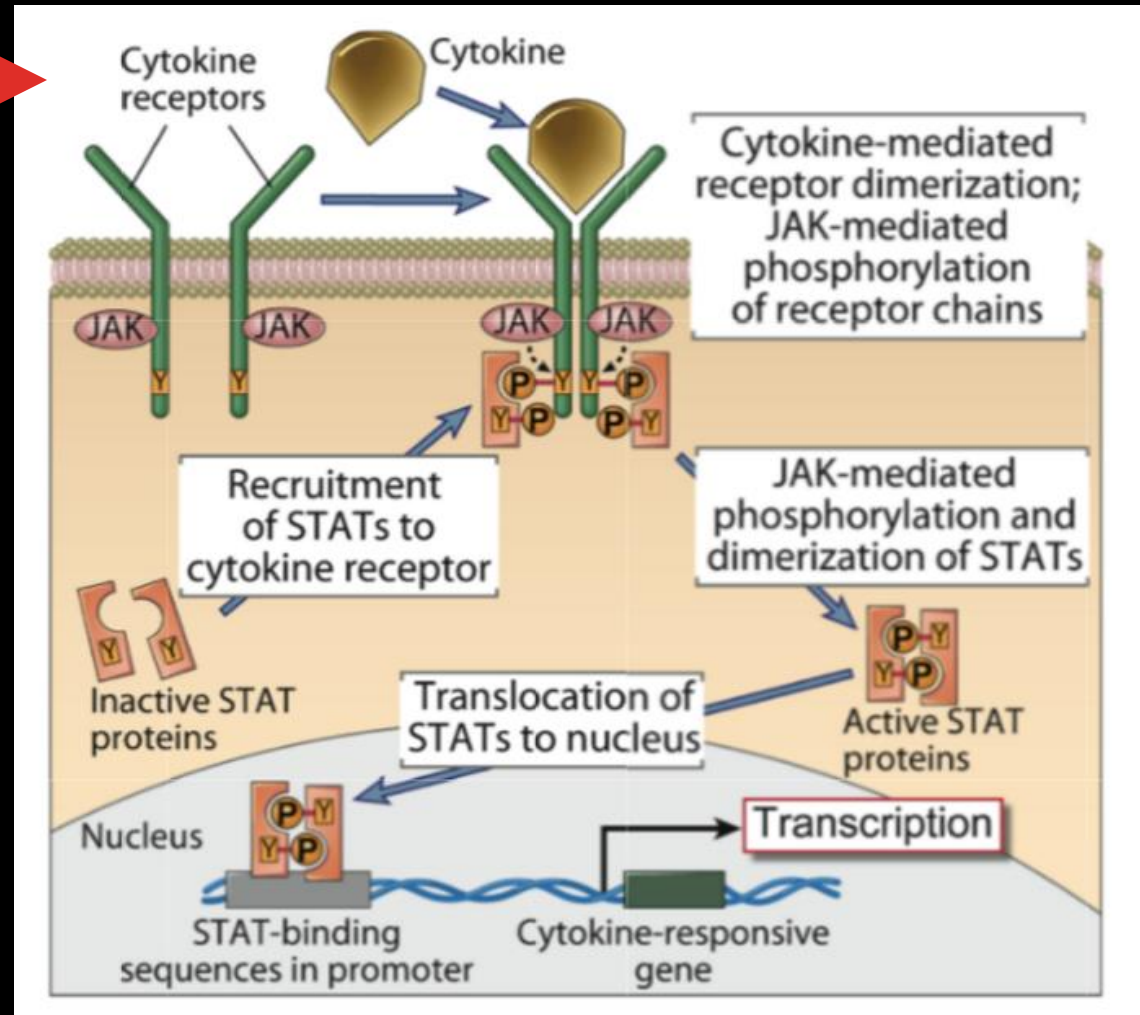 Cytokine
receptors
Cytokine
Cytokine-mediated
receptor dimerization;
JAK-mediated
phosphorylation
of receptor chains
JAK
JAK
JAK
JAK
Y
Y
P
Y
Y
P
Y
P
P
Y
Recruitment
of STATs to
cytokine receptor
JAK-mediated
phosphorylation and
dimerization of STATs
Y
Y
Inactive STAT
proteins
P
Y
Y
P
Active STAT
proteins
Translocation of
STATs to nucleus
Nucleus
P
Y
Y
P
Transcription
STAT-binding
sequences in promoter
Cytokine-responsive
gene